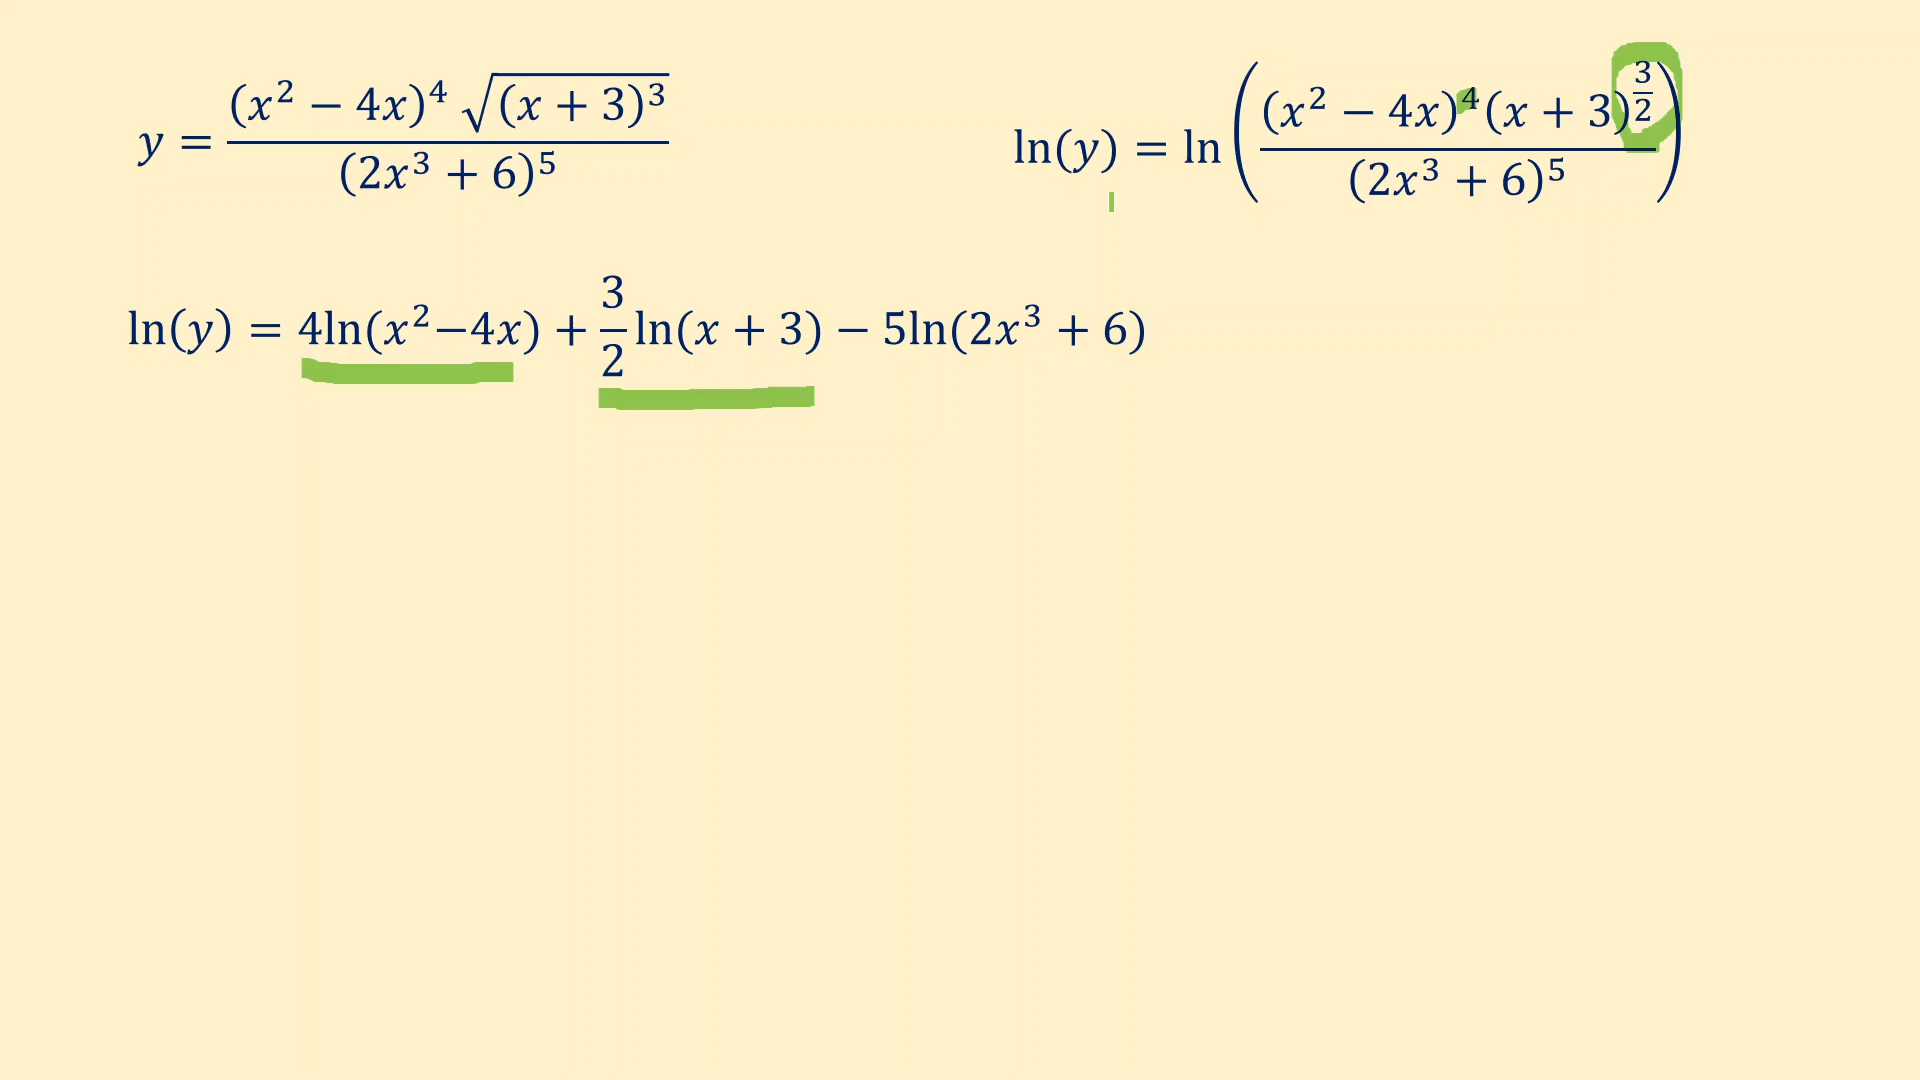 y = (x² − 4x)⁴ √(x + 3)³ / (2x³ + 6)⁵
ln(y) = ln((x² − 4x)⁴(x + 3)^(3/2) / (2x³ + 6)⁵)
ln(y) = 4ln(x²−4x) + 3/2 ln(x + 3) − 5ln(2x³ + 6)